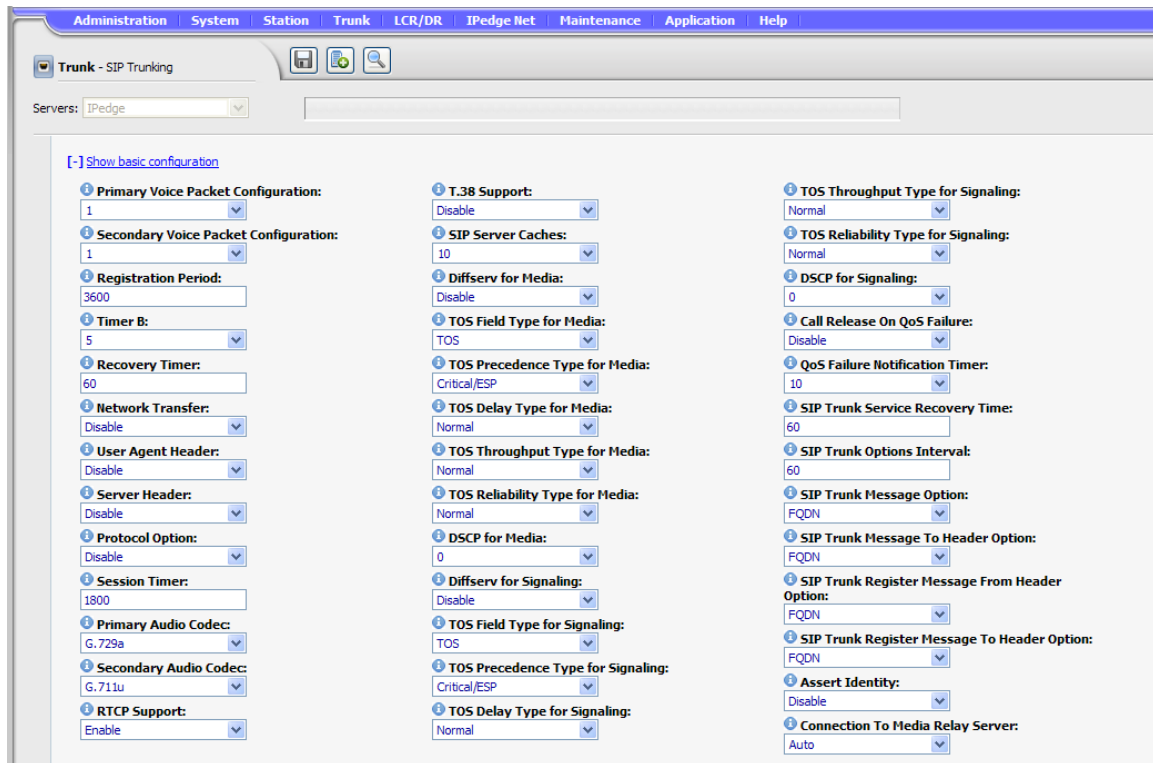 Administration System Station Trunk LCR/DR IPedge Net Maintenance Application Help
Trunk - SIP Trunking
Servers: IPedge
[-] Show basic configuration
Primary Voice Packet Configuration:
1
Secondary Voice Packet Configuration:
1
Registration Period:
3600
Timer B:
5
Recovery Timer:
60
Network Transfer:
Disable
User Agent Header:
Disable
Server Header:
Disable
Protocol Option:
Disable
Session Timer:
1800
Primary Audio Codec:
G.729a
Secondary Audio Codec:
G.711u
RTCP Support:
Enable
T.38 Support:
Disable
SIP Server Caches:
10
Diffserv for Media:
Disable
TOS Field Type for Media:
TOS
TOS Precedence Type for Media:
Critical/ESP
TOS Delay Type for Media:
Normal
TOS Throughput Type for Media:
Normal
TOS Reliability Type for Media:
Normal
DSCP for Media:
0
Diffserv for Signaling:
Disable
TOS Field Type for Signaling:
TOS
TOS Precedence Type for Signaling:
Critical/ESP
TOS Delay Type for Signaling:
Normal
TOS Throughput Type for Signaling:
Normal
TOS Reliability Type for Signaling:
Normal
DSCP for Signaling:
0
Call Release On QoS Failure:
Disable
QoS Failure Notification Timer:
10
SIP Trunk Service Recovery Time:
60
SIP Trunk Options Interval:
60
SIP Trunk Message Option:
FQDN
SIP Trunk Message To Header Option:
FQDN
SIP Trunk Register Message From Header
Option:
FQDN
SIP Trunk Register Message To Header Option:
FQDN
Assert Identity:
Disable
Connection To Media Relay Server:
Auto